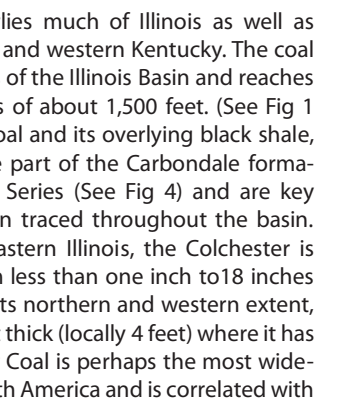 lies much of Illinois as well as
and western Kentucky. The coal
of the Illinois Basin and reaches
s of about 1,500 feet. (See Fig 1
oal and its overlying black shale,
part of the Carbondale forma-
Series (See Fig 4) and are key
n traced throughout the basin.
astern Illinois, the Colchester is
less than one inch to18 inches
ts northern and western extent,
thick (locally 4 feet) where it has
Coal is perhaps the most wide-
th America and is correlated with